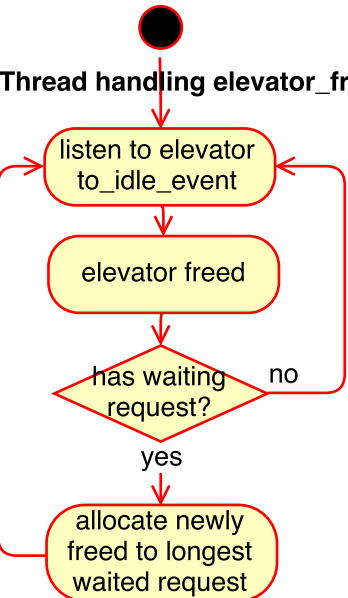 Thread handling elevator_fr
listen to elevator
to_idle_event
elevator freed
has waiting
request?
no
yes
allocate newly
freed to longest
waited request